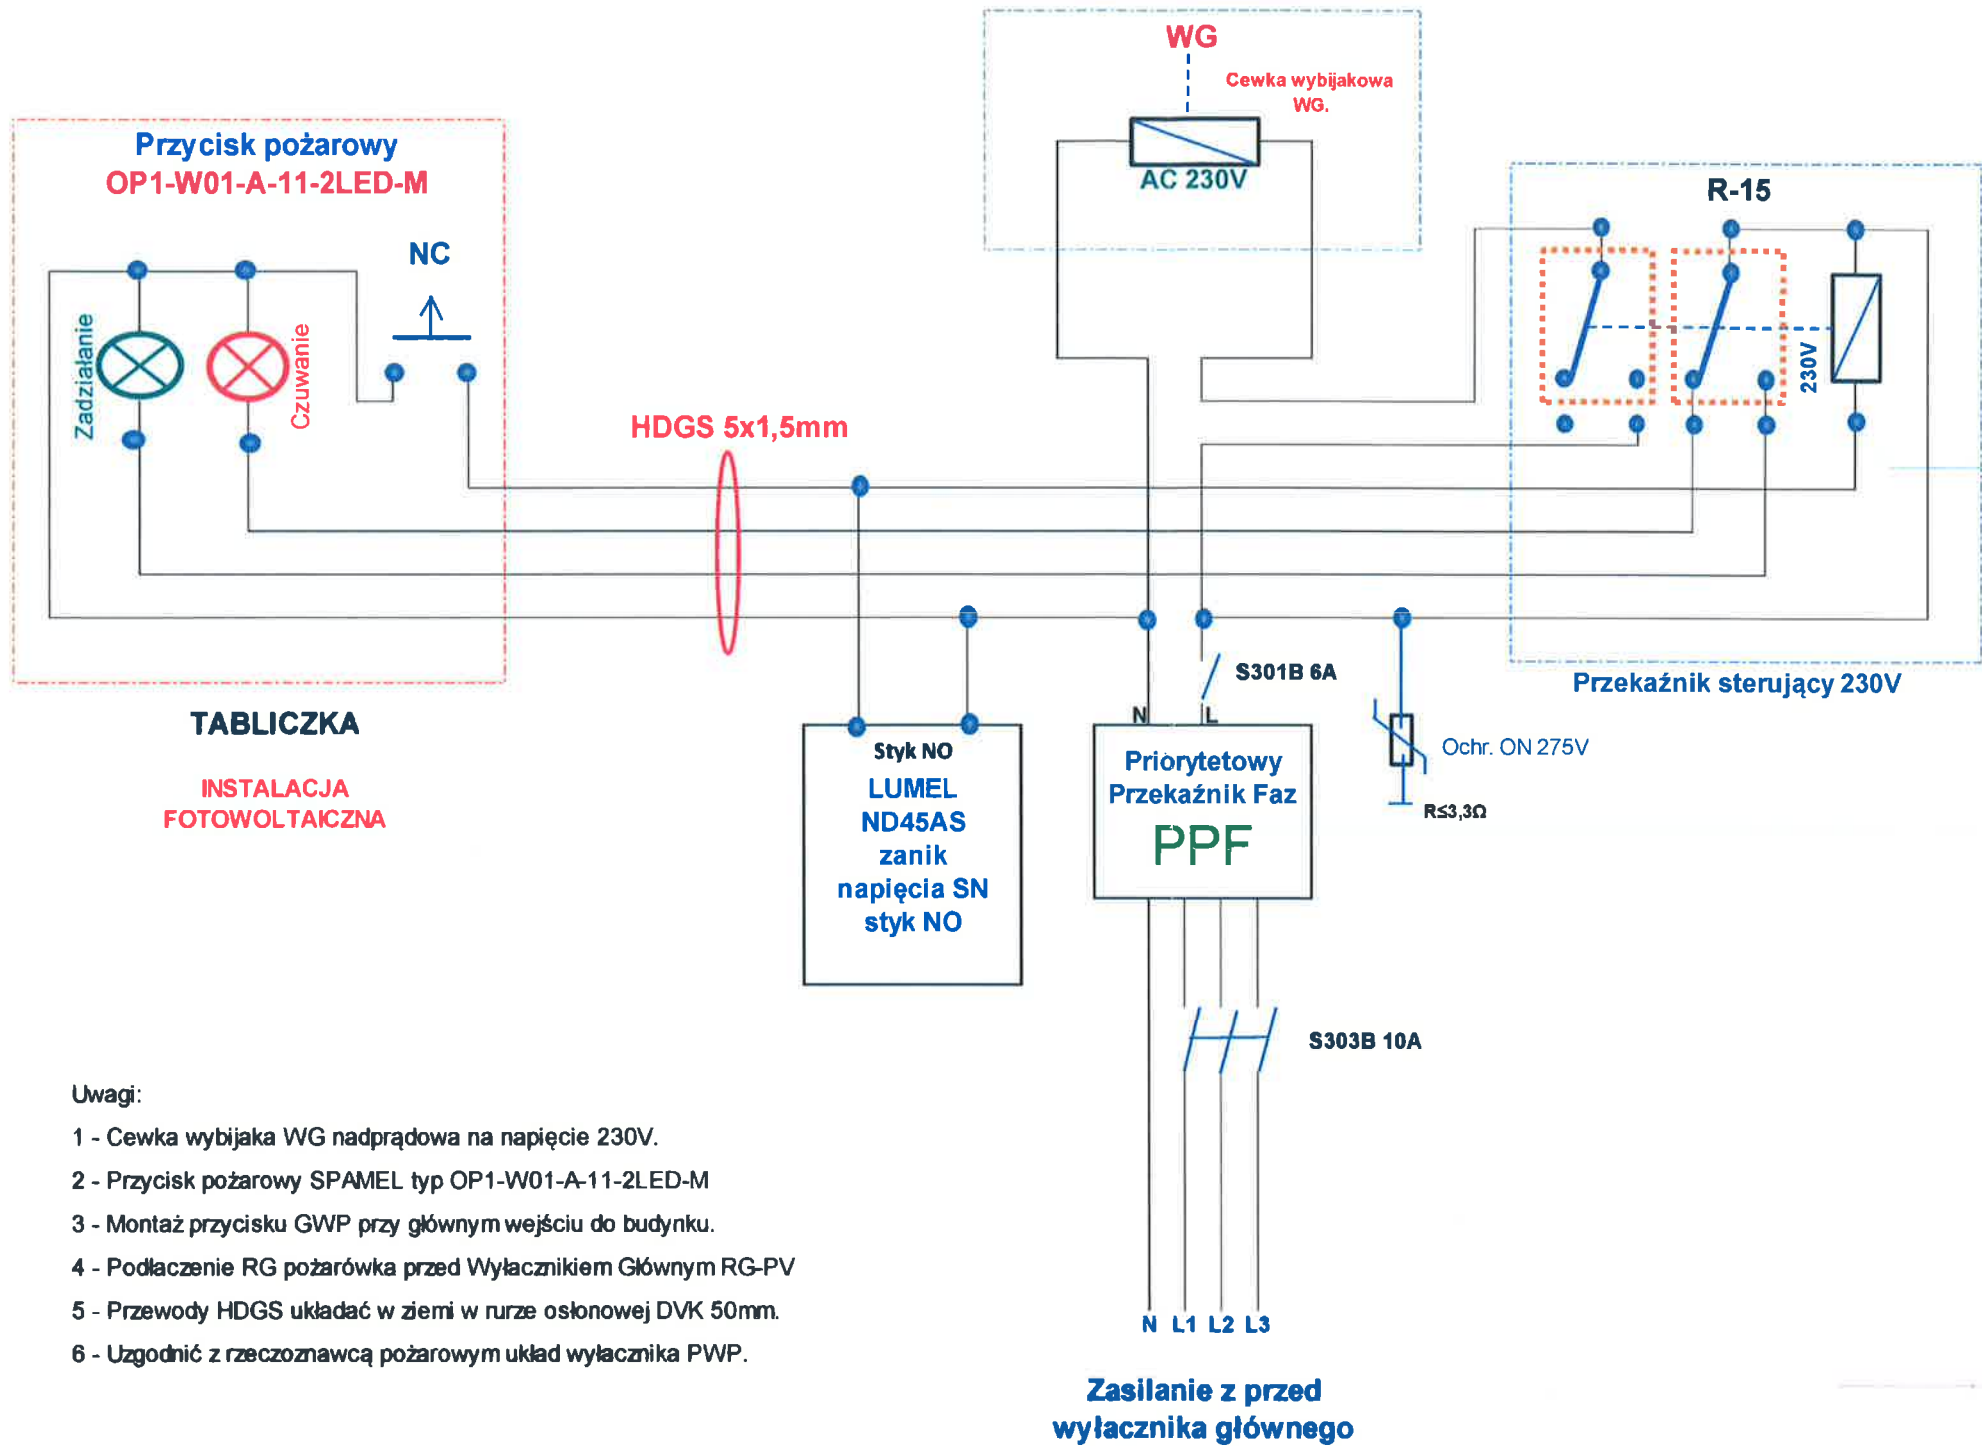 WG
Cewka wybijakowa
WG.
AC 230V
Przycisk pożarowy
OP1-W01-A-11-2LED-M
NC
Zadziałanie
Czuwanie
HDGS 5x1,5mm
R-15
230V
Przekaźnik sterujący 230V
TABLICZKA
INSTALACJA
FOTOWOLTAICZNA
S301B 6A
N
L
Styk NO
LUMEL
ND45AS
zanik
napięcia SN
styk NO
Priorytetowy
Przekaźnik Faz
PPF
Ochr. ON 275V
R≤3,3Ω
S303B 10A
Uwagi:
1 - Cewka wybijaka WG nadprądowa na napięcie 230V.
2 - Przycisk pożarowy SPAMEL typ OP1-W01-A-11-2LED-M
3 - Montaż przycisku GWP przy głównym wejściu do budynku.
4 - Podłaczenie RG pożarówka przed Wyłacznikiem Głównym RG-PV
5 - Przewody HDGS układać w ziemi w rurze osłonowej DVK 50mm.
6 - Uzgodnić z rzeczoznawcą pożarowym układ wyłacznika PWP.
N L1 L2 L3
Zasilanie z przed
wyłacznika głównego